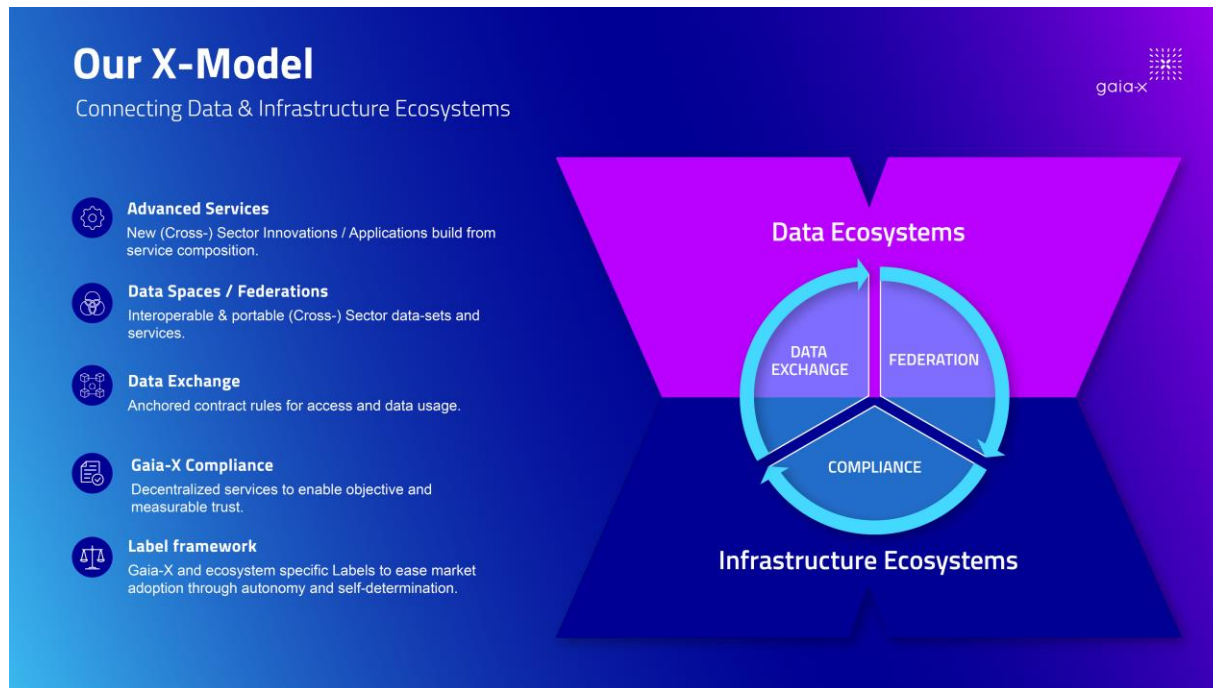 Our X-Model
Connecting Data & Infrastructure Ecosystems
gaia-x
Advanced Services
New (Cross-) Sector Innovations / Applications build from
service composition.
Data Spaces / Federations
Interoperable & portable (Cross-) Sector data-sets and
services.
Data Exchange
Anchored contract rules for access and data usage.
Gaia-X Compliance
Decentralized services to enable objective and
measurable trust.
Label framework
Gaia-X and ecosystem specific Labels to ease market
adoption through autonomy and self-determination.
Data Ecosystems
DATA
EXCHANGE
FEDERATION
COMPLIANCE
Infrastructure Ecosystems